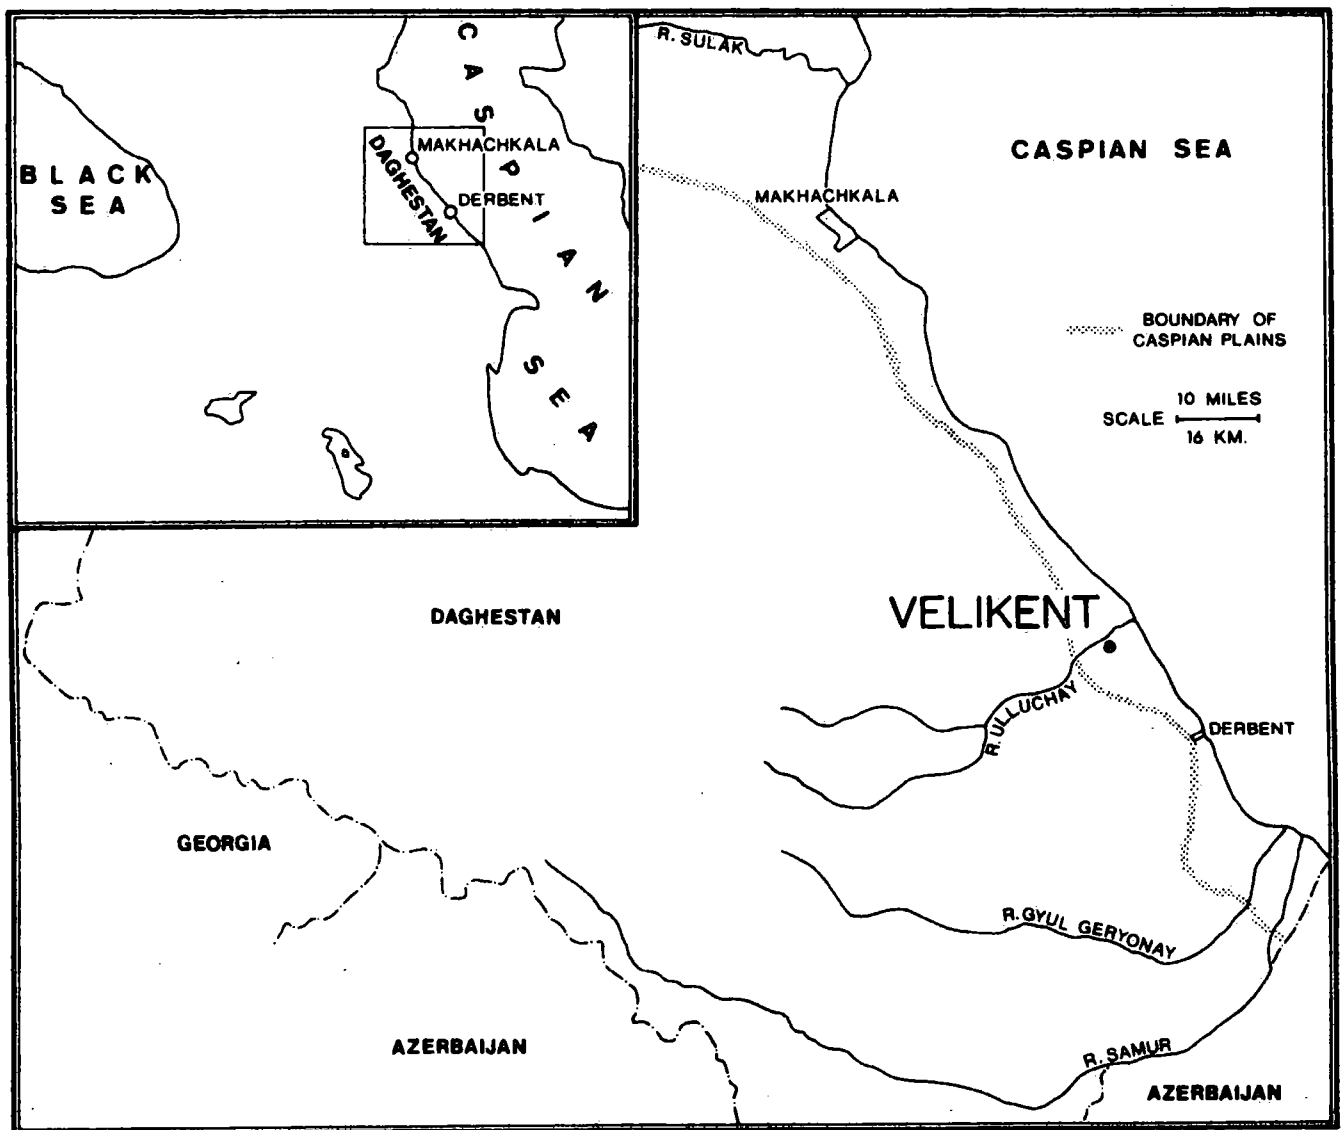 CASPIAN SEA
MAKHACHKALA
DERBENT
DAGHESTAN
BLACK
SEA
R. SULAK
CASPIAN SEA
MAKHACHKALA
BOUNDARY OF
CASPIAN PLAINS
10 MILES
SCALE
16 KM.
DAGHESTAN
VELIKENT
R. ULLUCHAY
DERBENT
GEORGIA
R. GYUL GERYONAY
AZERBAIJAN
R. SAMUR
AZERBAIJAN